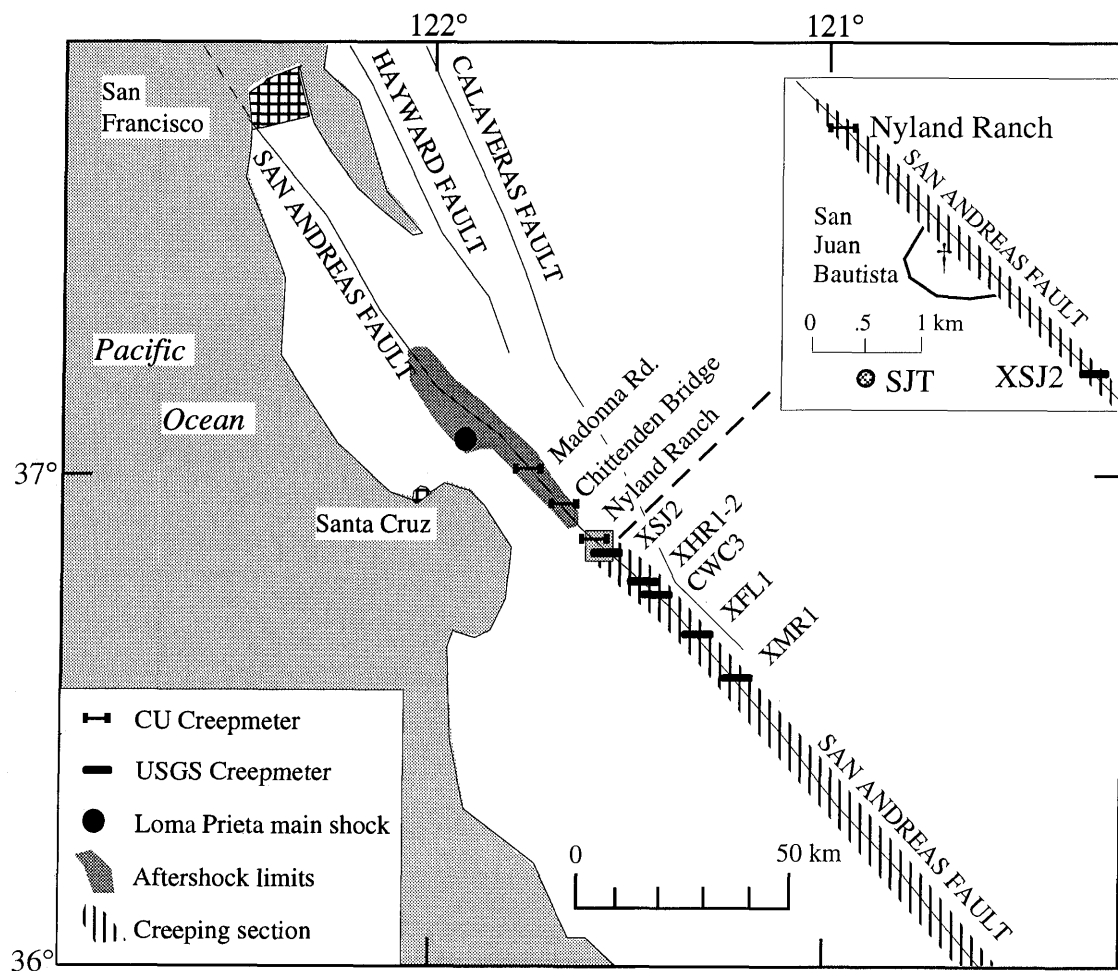 122°
121°
San
Francisco
HAYWARD FAULT
CALAVERAS FAULT
SAN ANDREAS FAULT
Pacific
Ocean
37°
Santa Cruz
Madonna Rd.
Chittenden Bridge
Nyland Ranch
XSJ2
XHR1-2
CWC3
XFL1
XMR1
SAN ANDREAS FAULT
Nyland Ranch
SAN ANDREAS FAULT
San
Juan
Bautista
0 .5 1 km
SJT
XSJ2
CU Creepmeter
USGS Creepmeter
Loma Prieta main shock
Aftershock limits
Creeping section
0 50 km
36°